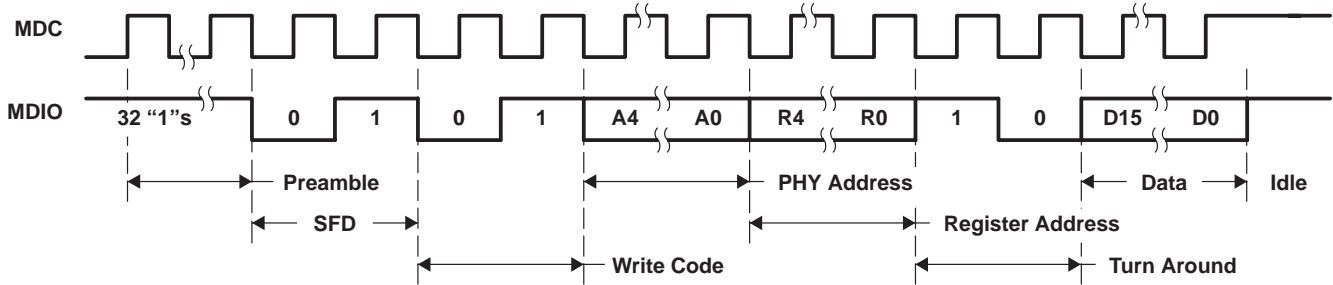 MDC
MDIO
32 “1”s 0 1 0 1 A4 A0 R4 R0 1 0 D15 D0
Preamble PHY Address Data Idle
SFD Register Address
Write Code Turn Around